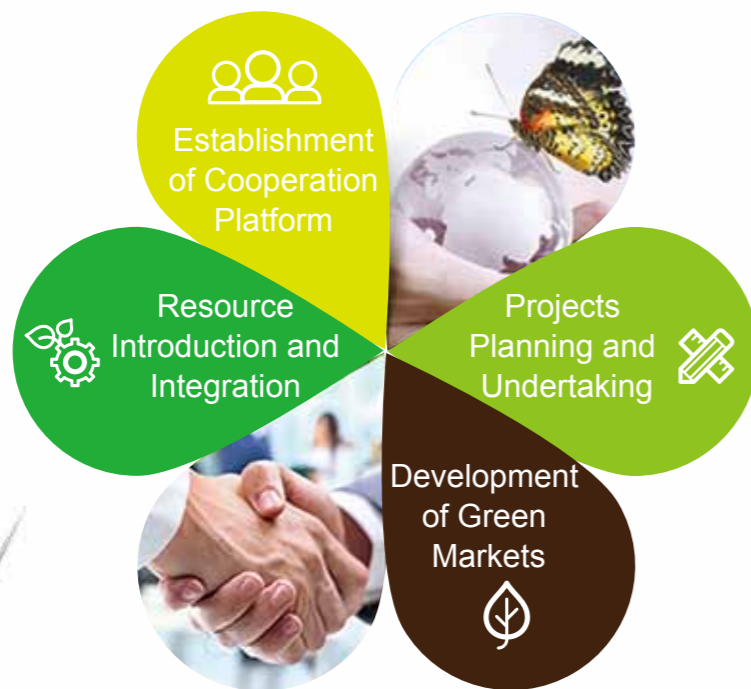 Establishment
of Cooperation
Platform
Resource
Introduction and
Integration
Projects
Planning and
Undertaking
Development
of Green
Markets